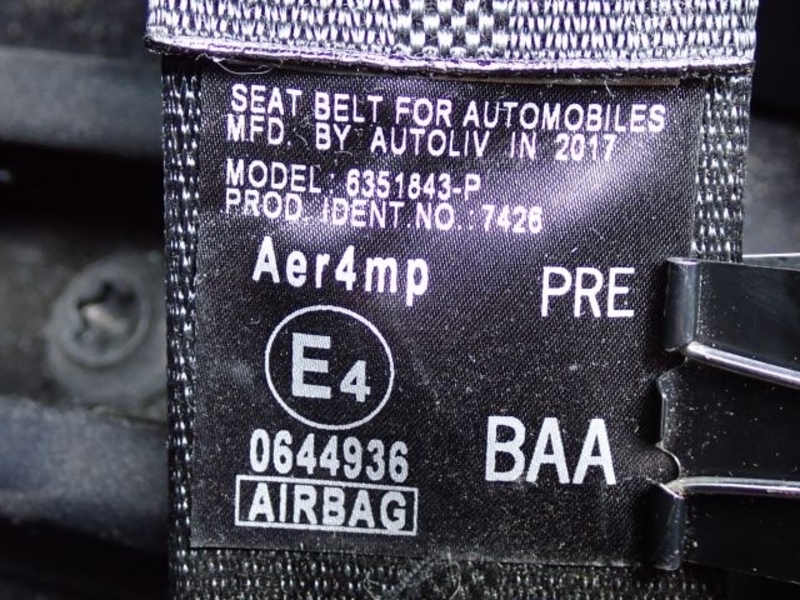 SEAT BELT FOR AUTOMOBILES
MFD. BY AUTOLIV IN 2017
MODEL: 6351843-P
PROD. IDENT.NO.:7426
Aer4mp
PRE
E4
0644936
BAA
AIRBAG